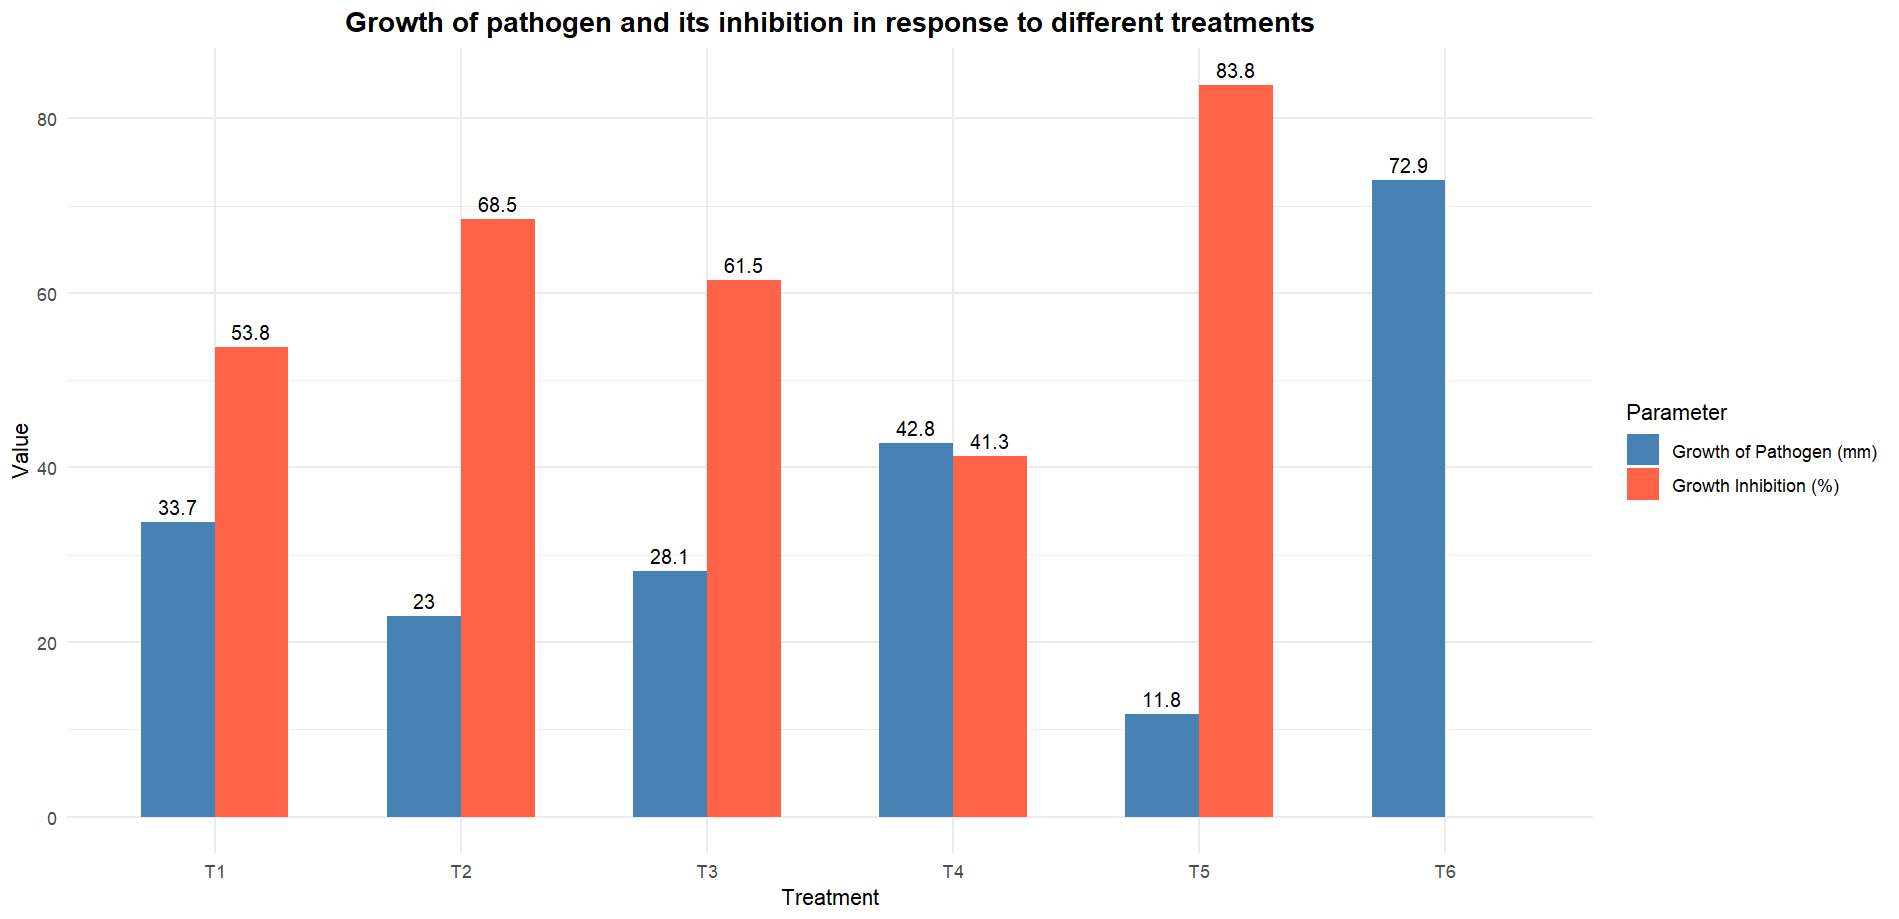 Growth of pathogen and its inhibition in response to different treatments
83.8
80
72.9
68.5
61.5
60
53.8
42.8
41.3
40
33.7
28.1
23
20
11.8
0
Value
T1 T2 T3 T4 T5 T6
Treatment
Parameter
Growth of Pathogen (mm)
Growth Inhibition (%)